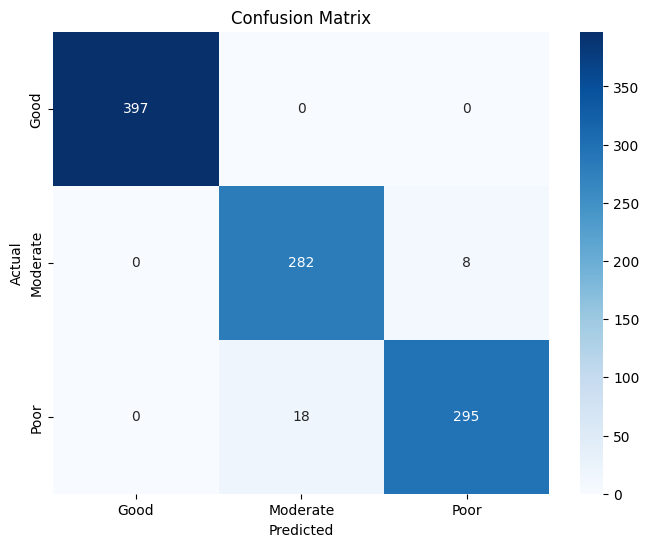 Confusion Matrix
Actual
Good
397 0 0
Moderate
0 282 8
Poor
0 18 295
Good Moderate Poor
Predicted
350
300
250
200
150
100
50
0